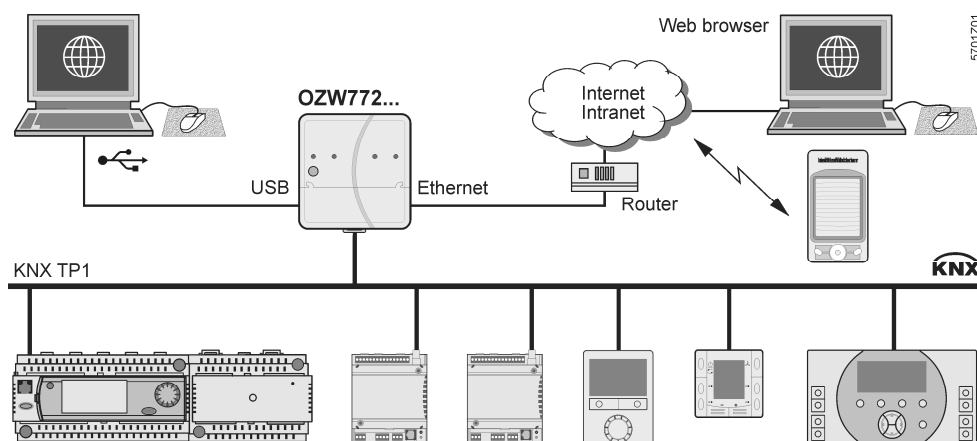 Web browser
5701Z01
OZW772...
Internet
Intranet
USB
Ethernet
Router
KNX TP1
KNX